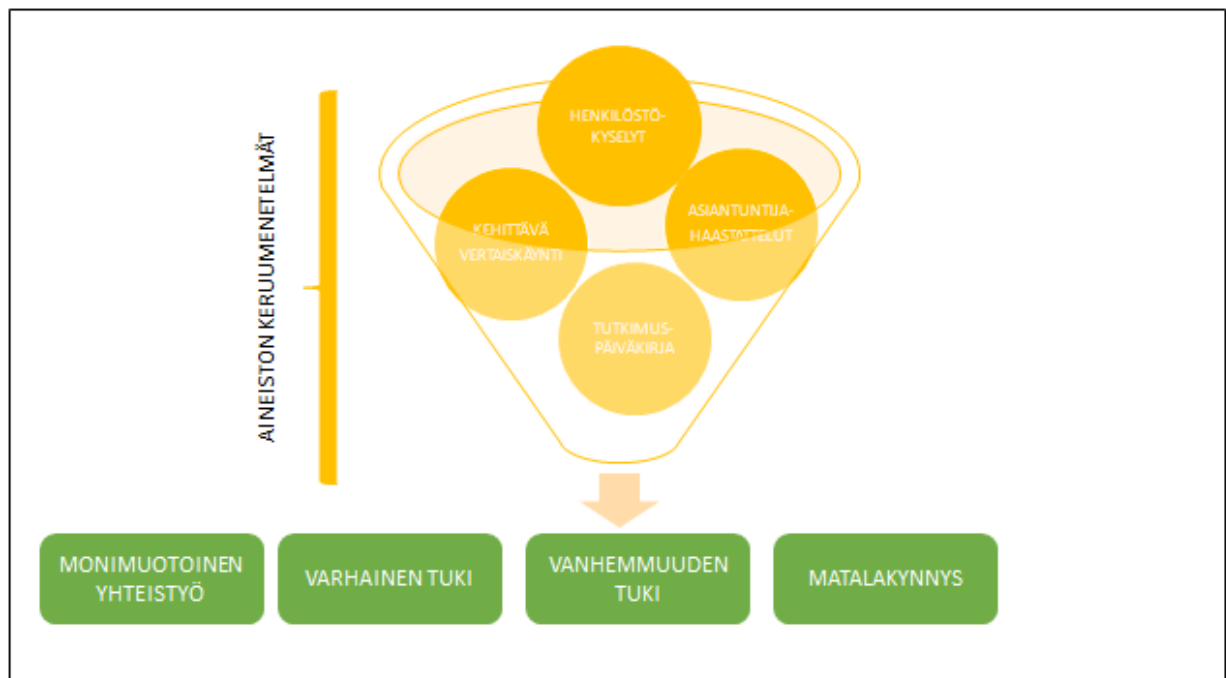 AINEISTON KERUUMENETELMÄT
HENKILÖSTÖ-
KYSELYT
KEHITTÄVÄ
VERTAISKÄYNTI
ASIANTUNTIJA-
HAASTATTELUT
TUTKIMUS-
PÄIVÄKIRJA
MONIMUOTOINEN
YHTEISTYÖ
VARHAINEN TUKI
VANHEMMUUDEN
TUKI
MATALAKYNNYS